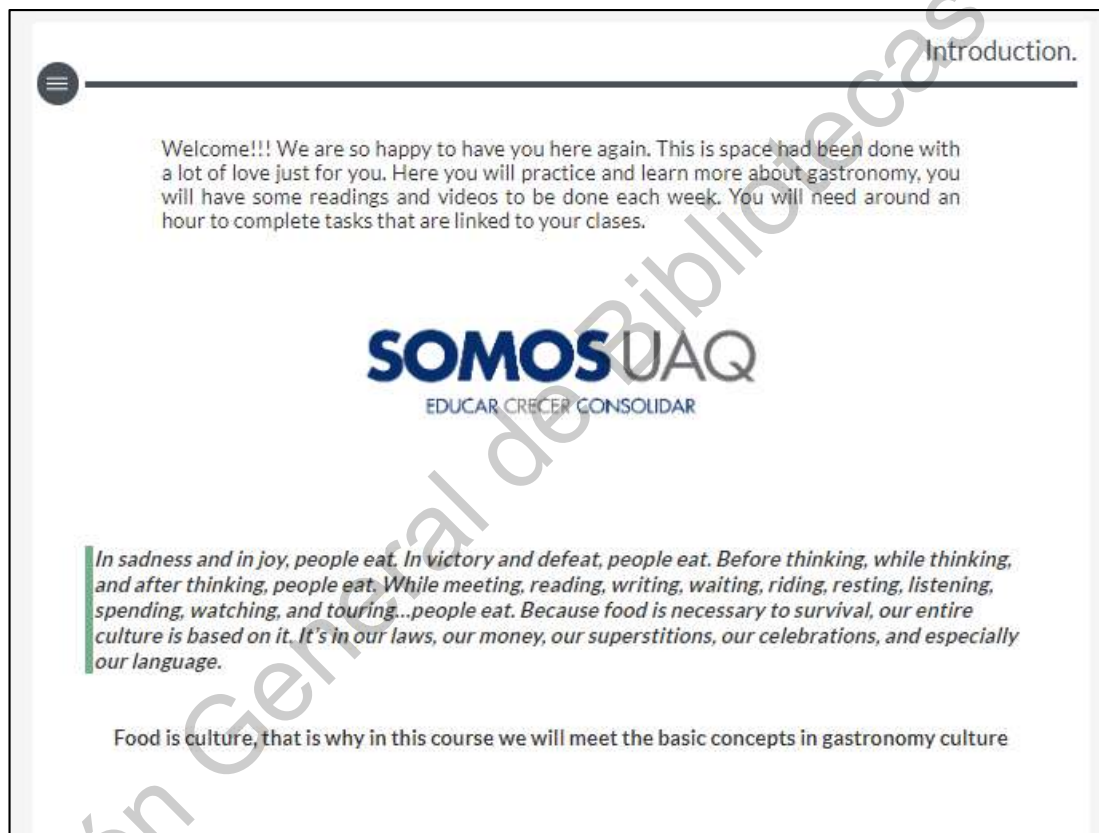 Introduction.
Welcome!!! We are so happy to have you here again. This is space had been done with
a lot of love just for you. Here you will practice and learn more about gastronomy, you
will have some readings and videos to be done each week. You will need around an
hour to complete tasks that are linked to your clases.
SOMOS UAQ
EDUCAR CRECER CONSOLIDAR
In sadness and in joy, people eat. In victory and defeat, people eat. Before thinking, while thinking,
and after thinking, people eat. While meeting, reading, writing, waiting, riding, resting, listening,
spending, watching, and touring...people eat. Because food is necessary to survival, our entire
culture is based on it. It's in our laws, our money, our superstitions, our celebrations, and especially
our language.
Food is culture, that is why in this course we will meet the basic concepts in gastronomy culture
General de Bibliotecas